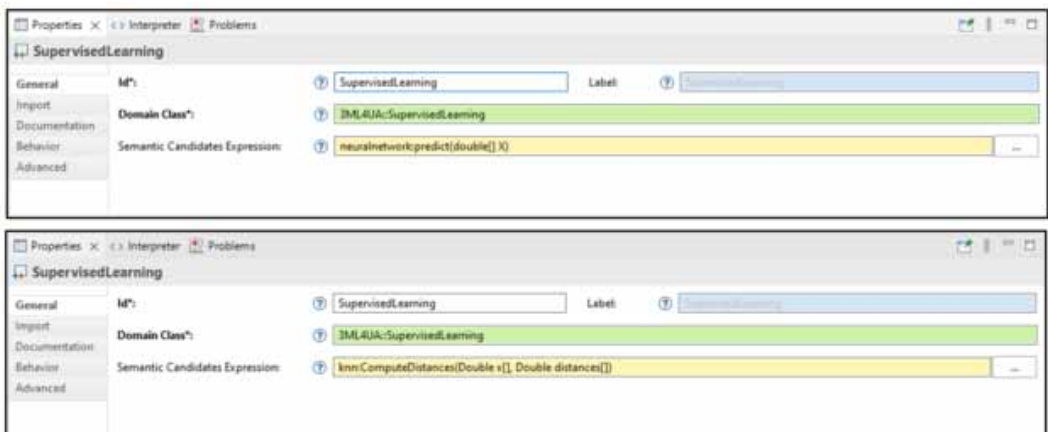 Properties Interpreter Problems
SupervisedLearning
General Id*: SupervisedLearning Label:
Import
Domain Class*: IML4UA::SupervisedLearning
Documentation
Behavior Semantic Candidates Expression: neuralnetwork:predict(double[] X) ...
Advanced
Properties Interpreter Problems
SupervisedLearning
General Id*: SupervisedLearning Label:
Import
Domain Class*: IML4UA::SupervisedLearning
Documentation
Behavior Semantic Candidates Expression: knn:ComputeDistances(Double x[], Double distances[]) ...
Advanced